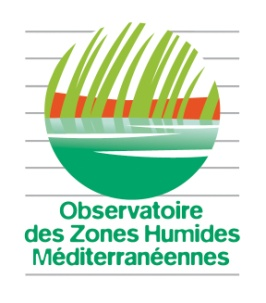 Observatoire
des Zones Humides
Méditerranéennes